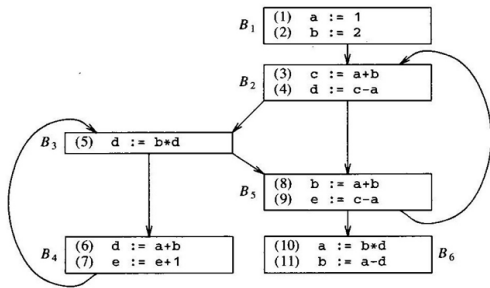 B1
(1) a := 1
(2) b := 2
B2
(3) c := a+b
(4) d := c-a
B3
(5) d := b*d
B5
(8) b := a+b
(9) e := c-a
B4
(6) d := a+b
(7) e := e+1
(10) a := b*d
(11) b := a-d
B6